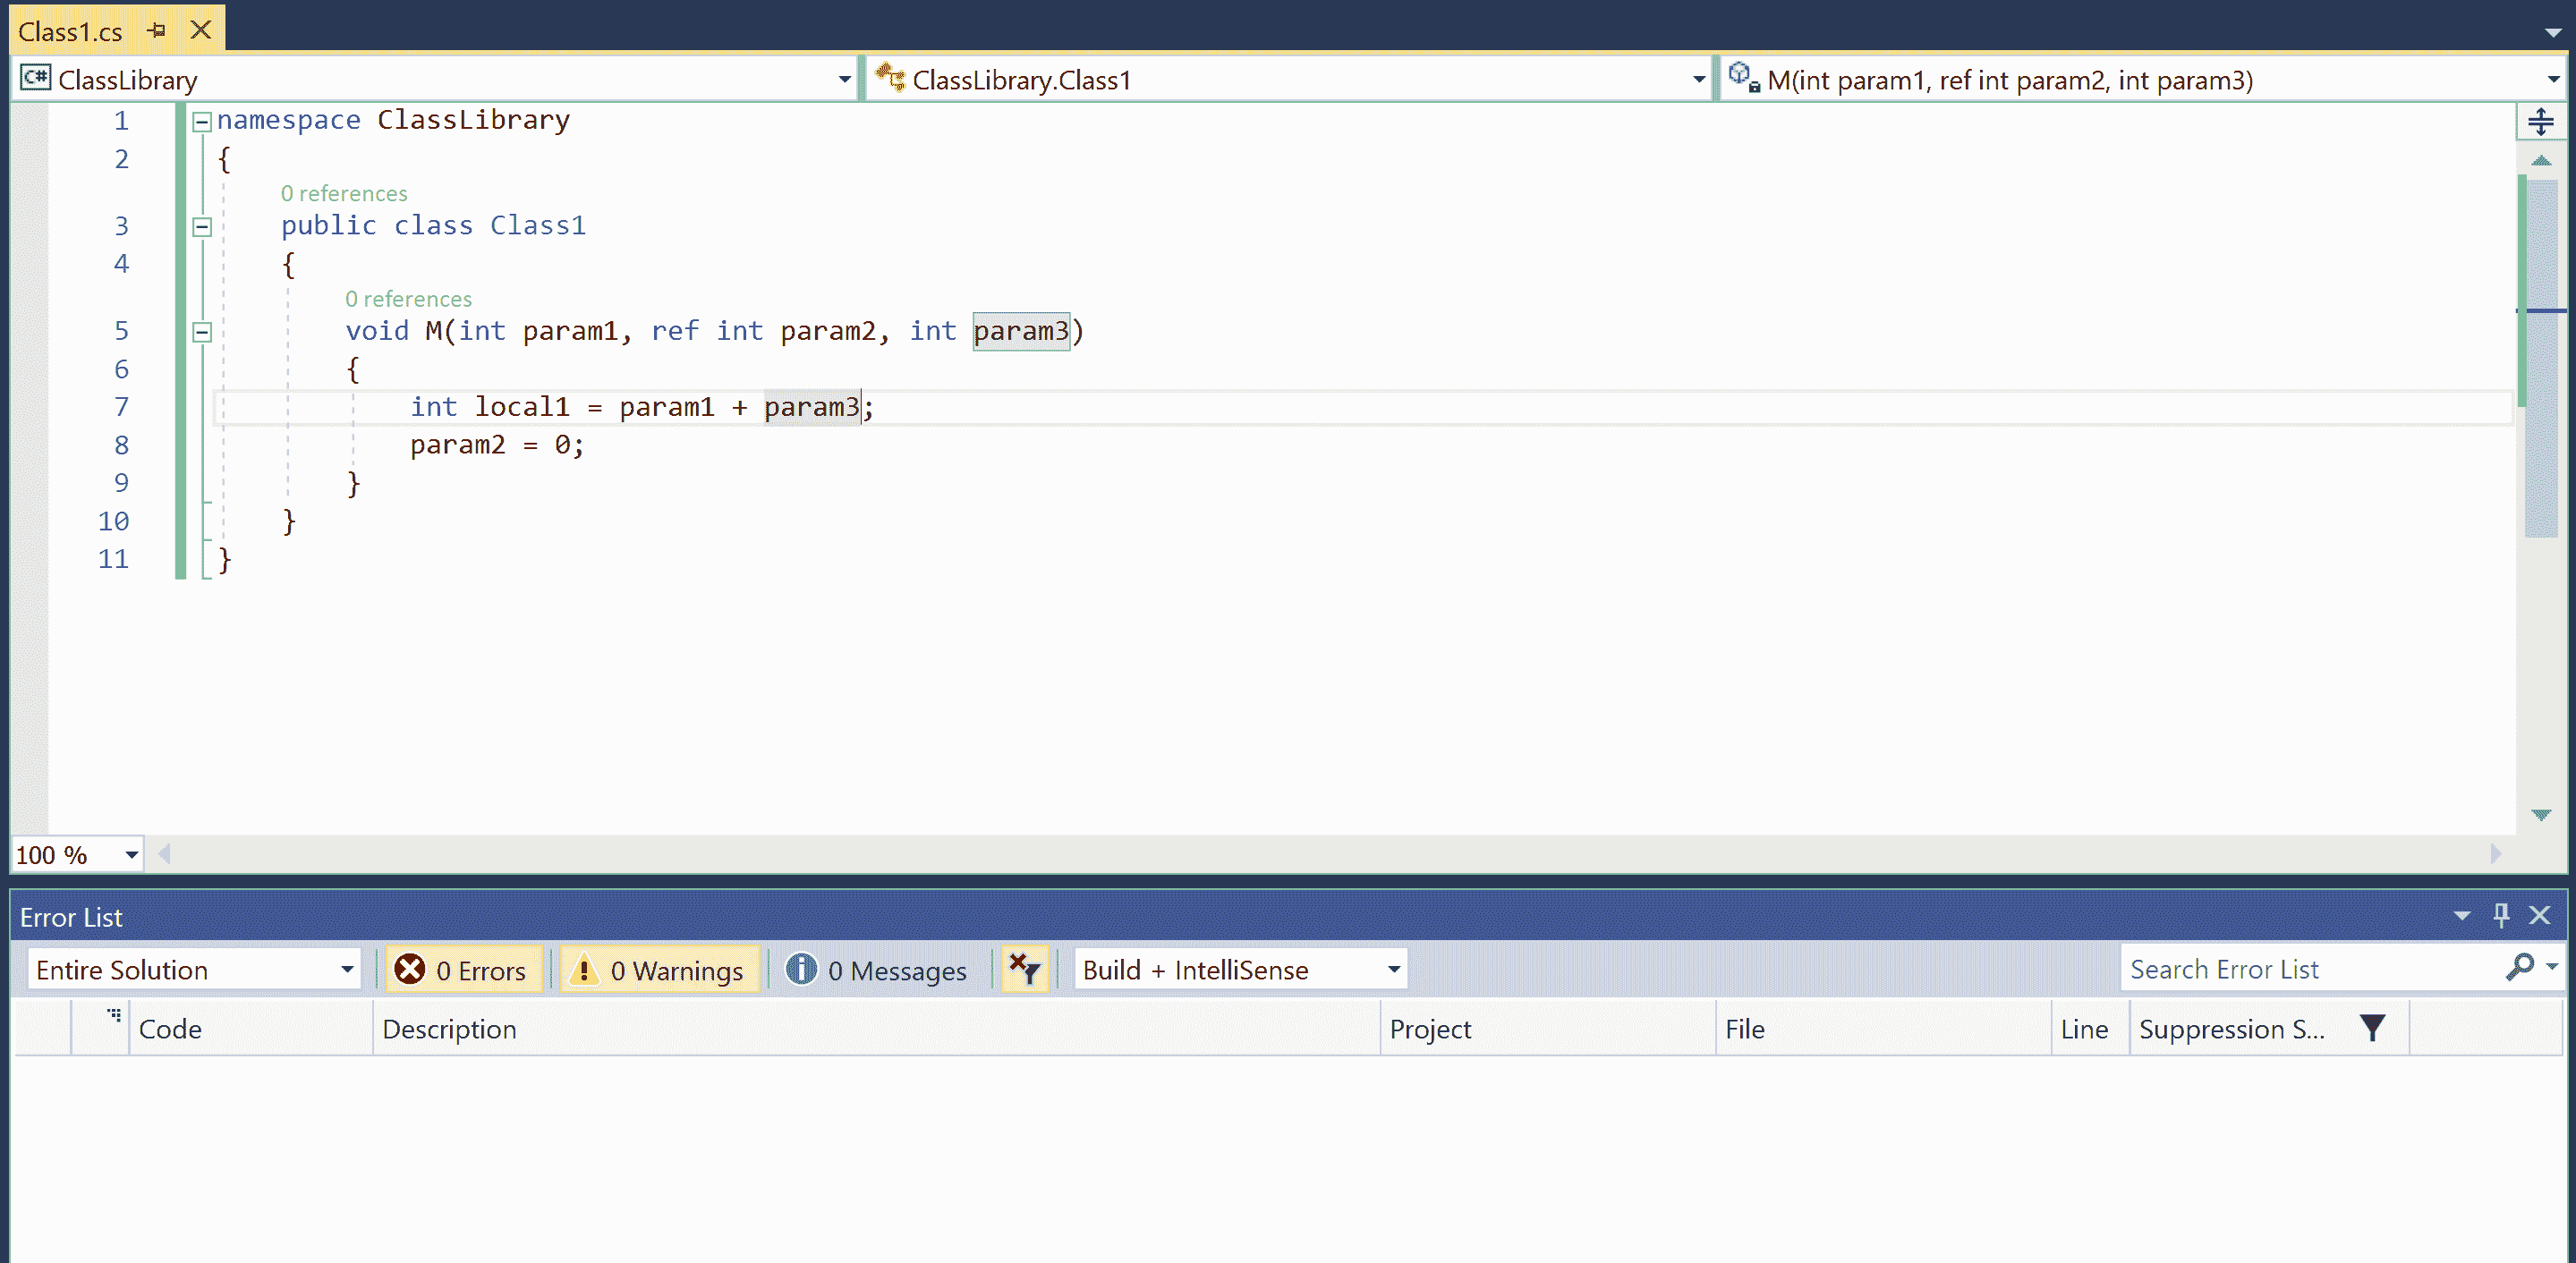 Class1.cs
C# ClassLibrary ClassLibrary.Class1 M(int param1, ref int param2, int param3)
1 namespace ClassLibrary
2 {
0 references
3 public class Class1
4 {
0 references
5 void M(int param1, ref int param2, int param3)
6 {
7 int local1 = param1 + param3;
8 param2 = 0;
9 }
10 }
11 }
100 %
Error List
Entire Solution 0 Errors 0 Warnings 0 Messages Build + IntelliSense Search Error List
Code Description Project File Line Suppression S...